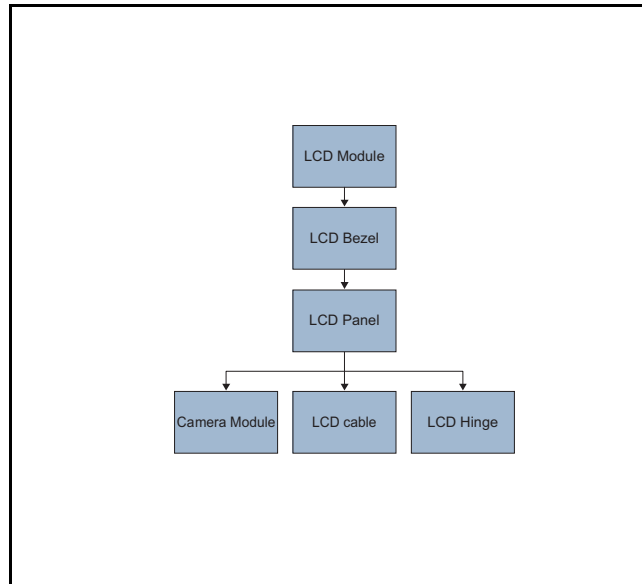 LCD Module
LCD Bezel
LCD Panel
Camera Module
LCD cable
LCD Hinge